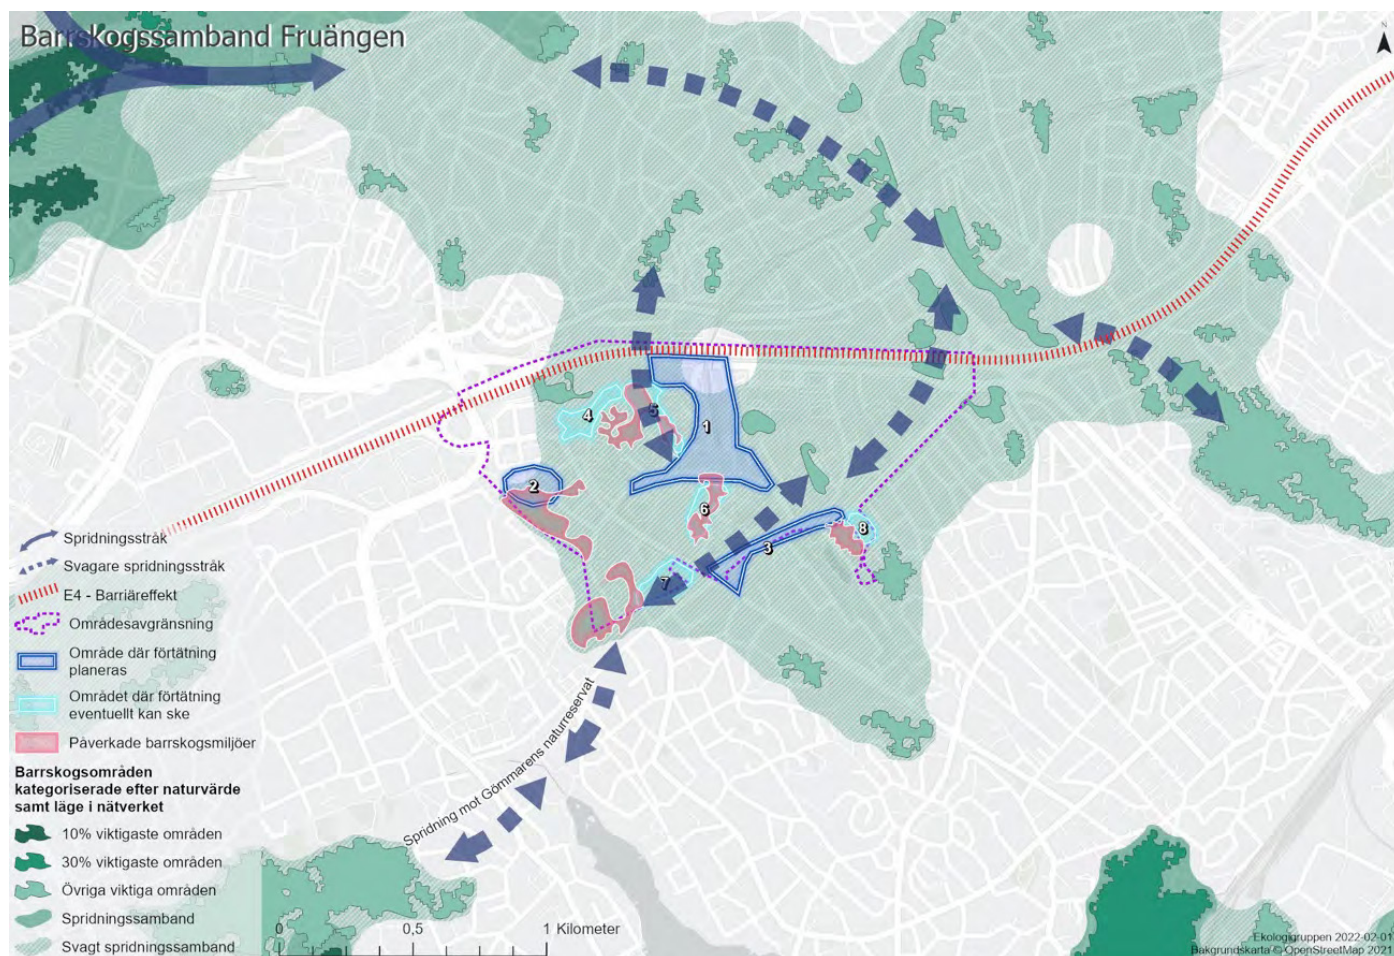 Barrskogssamband Fruängen
N
4
5
1
2
6
3
8
7
Spridningsstråk
Svagare spridningsstråk
E4 - Barriäreffekt
Områdesavgränsning
Område där förtätning
planeras
Området där förtätning
eventuellt kan ske
Påverkade barrskogsmiljöer
Barrskogsområden
kategoriserade efter naturvärde
samt läge i nätverket
10% viktigaste områden
30% viktigaste områden
Övriga viktiga områden
Spridningssamband
Svagt spridningssamband
Spridning mot Gömmarens naturreservat
0 0,5 1 Kilometer
Ekologigruppen 2022-02-01
Bakgrundskarta © OpenStreetMap 2021